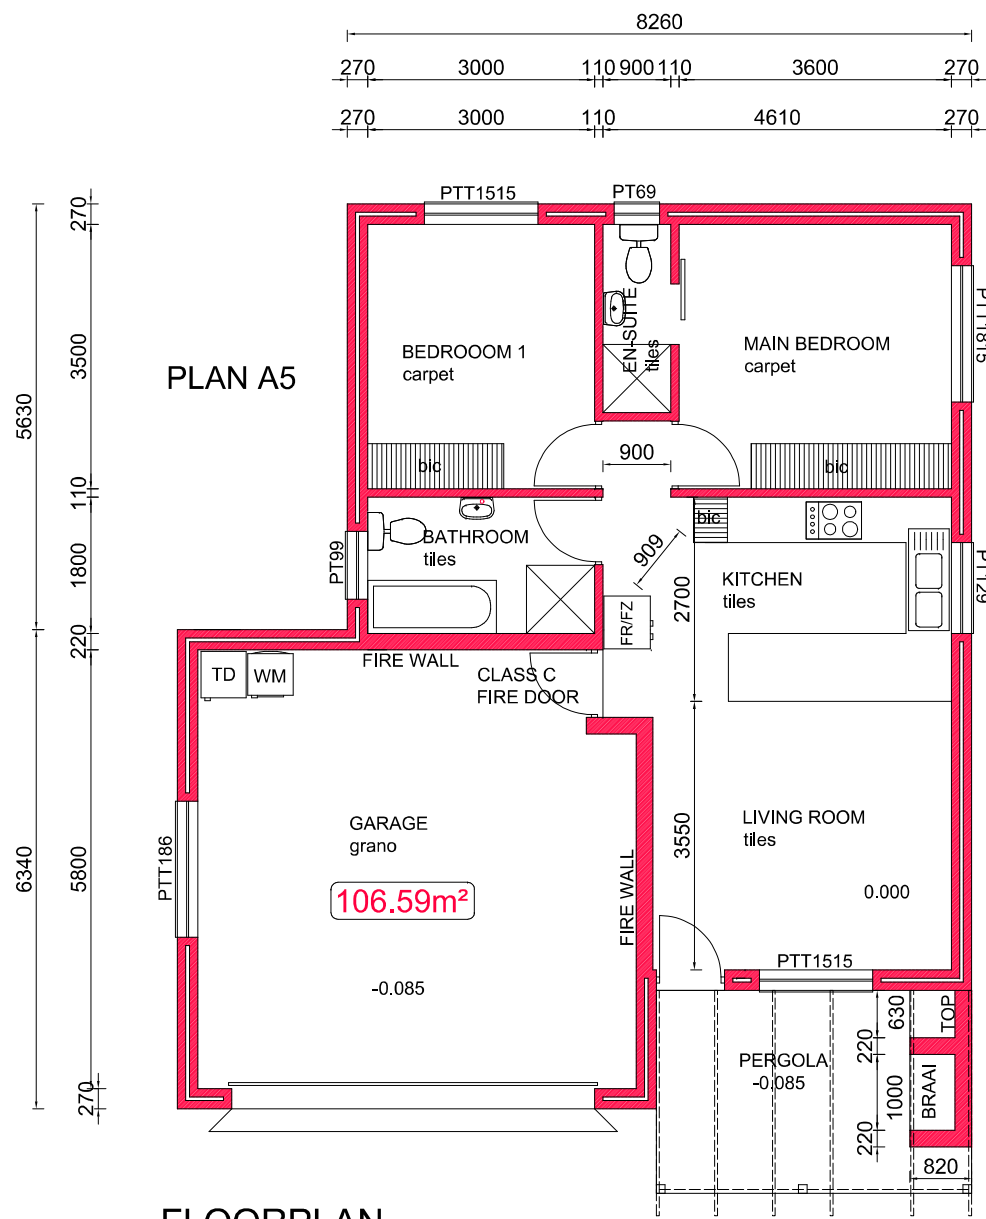 8260
270 3000 110 900 110 3600 270
270 3000 110 4610 270
PTT1515
PT69
270
3500
110
1800
220
5800
270
5630
6340
PLAN A5
BEDROOOM 1
carpet
EN-SUITE
tiles
MAIN BEDROOM
carpet
PTT1815
bic
900
bic
bic
BATHROOM
tiles
PT99
909
2700
KITCHEN
tiles
PT129
FR/FZ
FIRE WALL
TD
WM
CLASS C
FIRE DOOR
GARAGE
grano
PTT186
106.59m²
FIRE WALL
3550
LIVING ROOM
tiles
0.000
-0.085
PTT1515
PERGOLA
-0.085
630
TOP
220
1000
BRAAI
220
820
FLOORPLAN